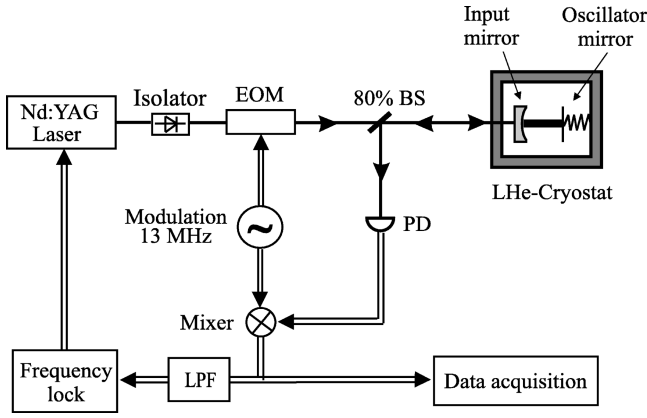 Input
mirror
Oscillator
mirror
Nd:YAG
Laser
Isolator
EOM
80% BS
LHe-Cryostat
Modulation
13 MHz
~
PD
Mixer
Frequency
lock
LPF
Data acquisition